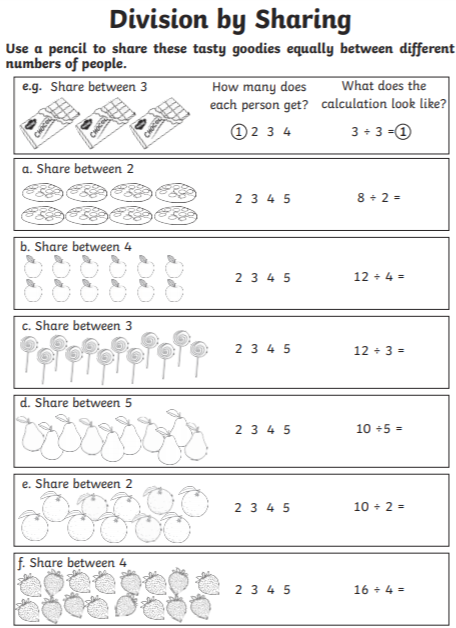 Division by Sharing
Use a pencil to share these tasty goodies equally between different
numbers of people.
e.g. Share between 3
How many does
each person get?
What does the
calculation look like?
1 2 3 4
3 ÷ 3 = 1
a. Share between 2
2 3 4 5
8 ÷ 2 =
b. Share between 4
2 3 4 5
12 ÷ 4 =
c. Share between 3
2 3 4 5
12 ÷ 3 =
d. Share between 5
2 3 4 5
10 ÷5 =
e. Share between 2
2 3 4 5
10 ÷ 2 =
f. Share between 4
2 3 4 5
16 ÷ 4 =